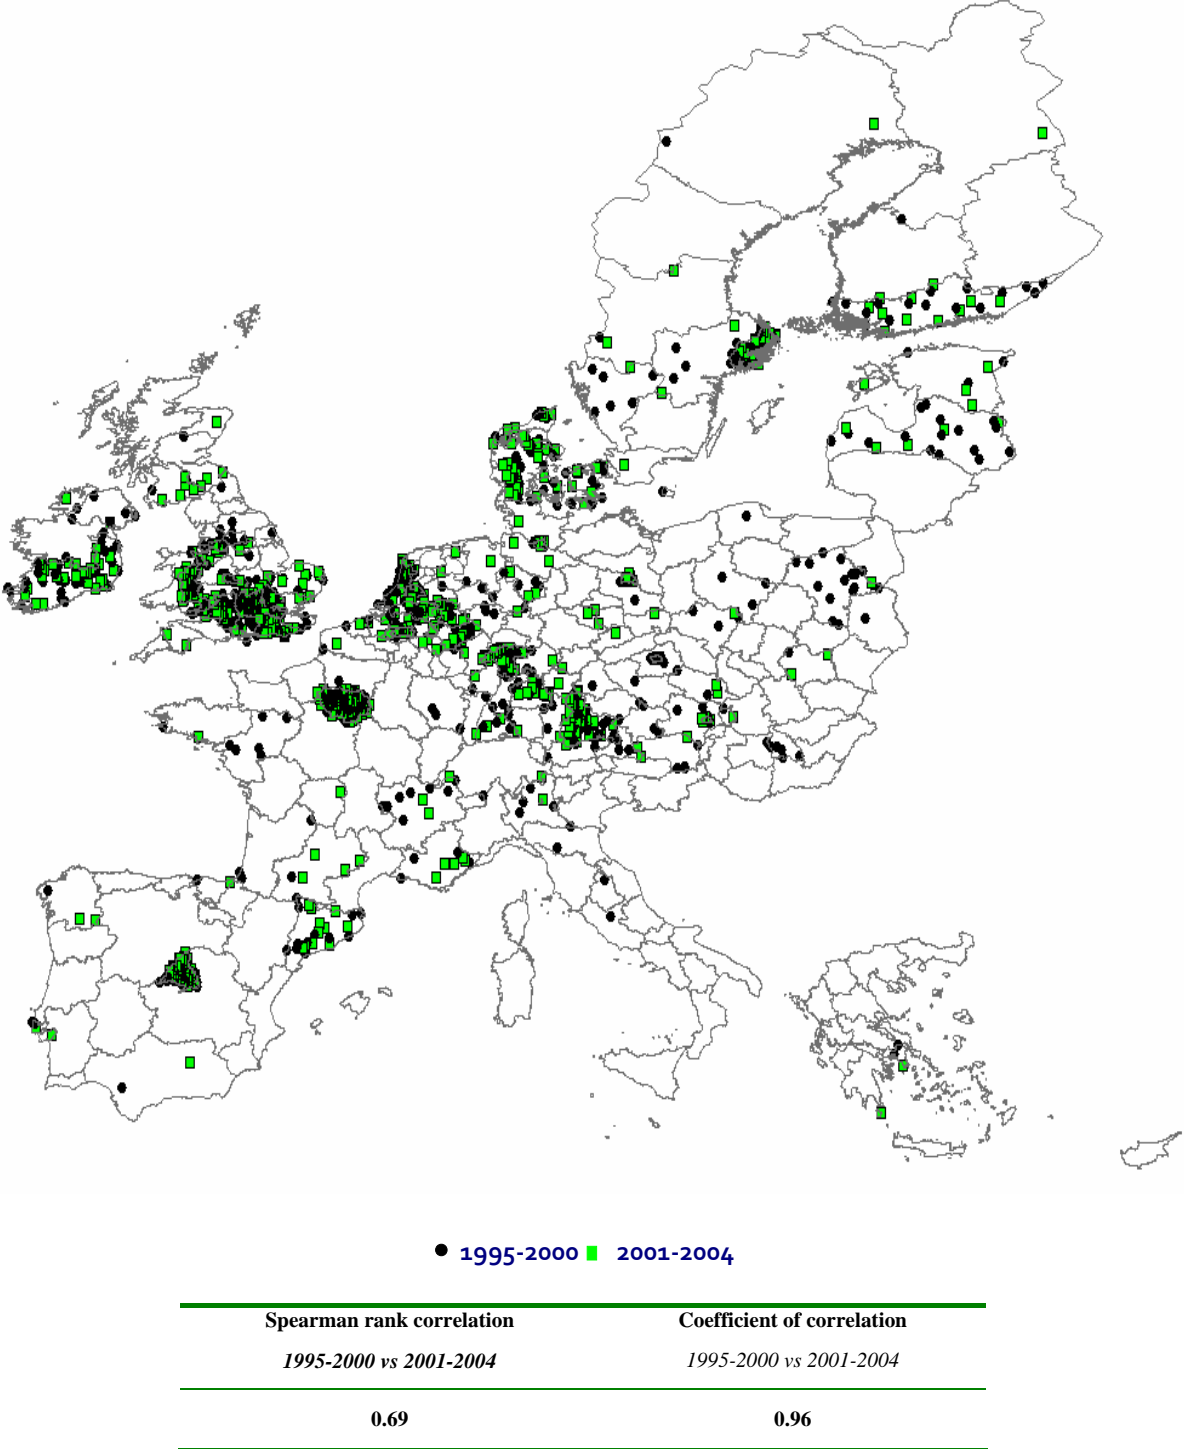 1995-2000 2001-2004
Spearman rank correlation Coefficient of correlation
1995-2000 vs 2001-2004 1995-2000 vs 2001-2004
0.69 0.96